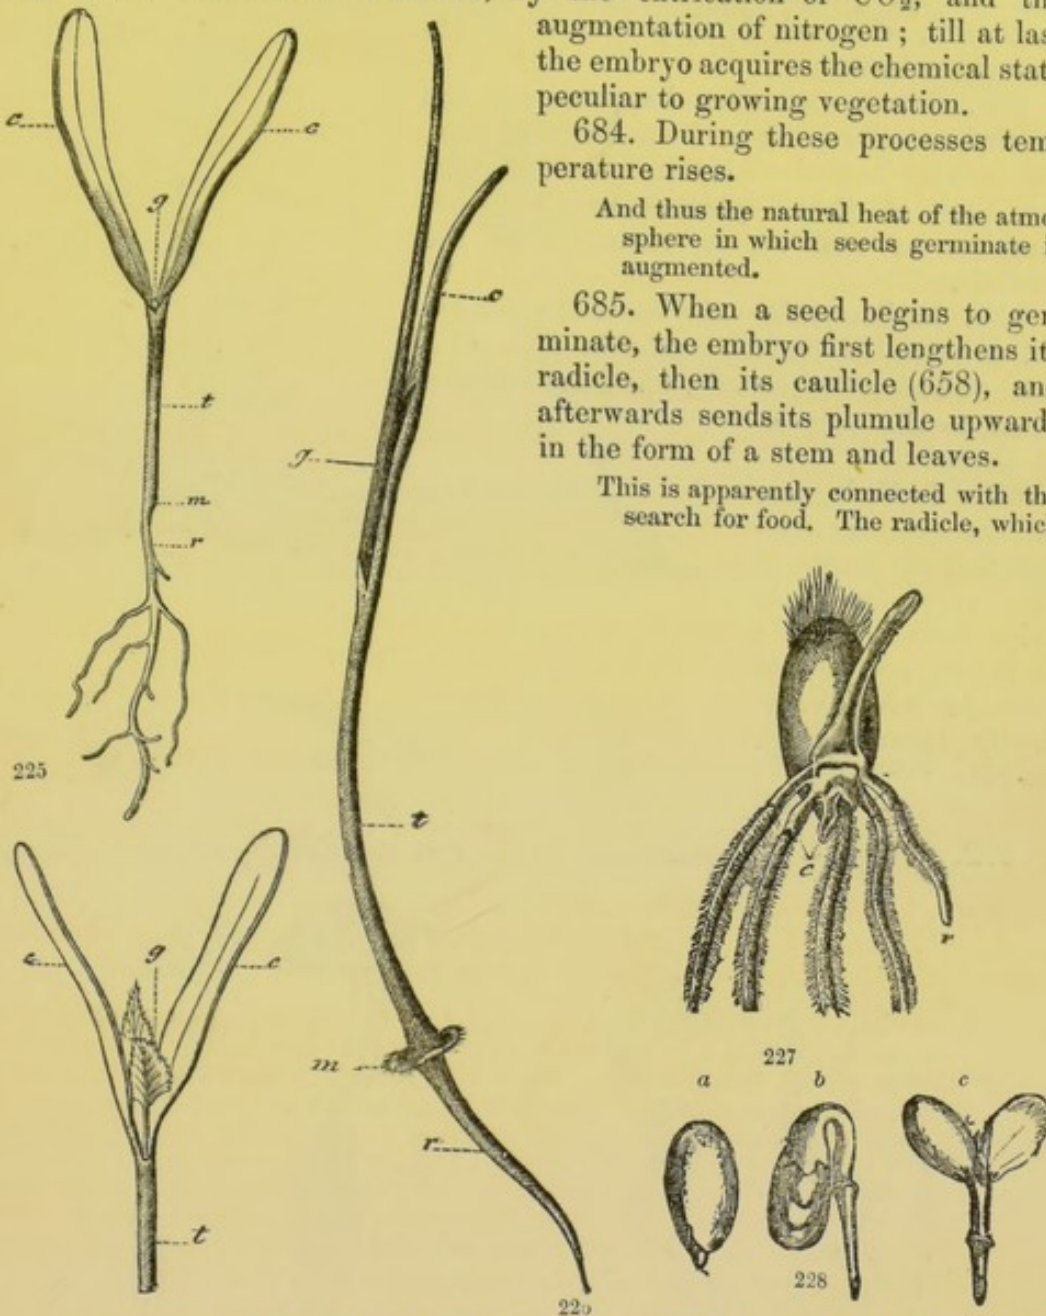 augmentation of nitrogen ; till at las
the embryo acquires the chemical stat
peculiar to growing vegetation.
684. During these processes tem
perature rises.
And thus the natural heat of the atmo
sphere in which seeds germinate i
augmented.
685. When a seed begins to ger
minate, the embryo first lengthens it
radicle, then its caulicle (658), an
afterwards sends its plumule upward
in the form of a stem and leaves.
This is apparently connected with th
search for food. The radicle, whic
c
c
g
t
m
r
225
c
g
t
m
r
226
c
g
c
t
c
r
227
a
b
c
228